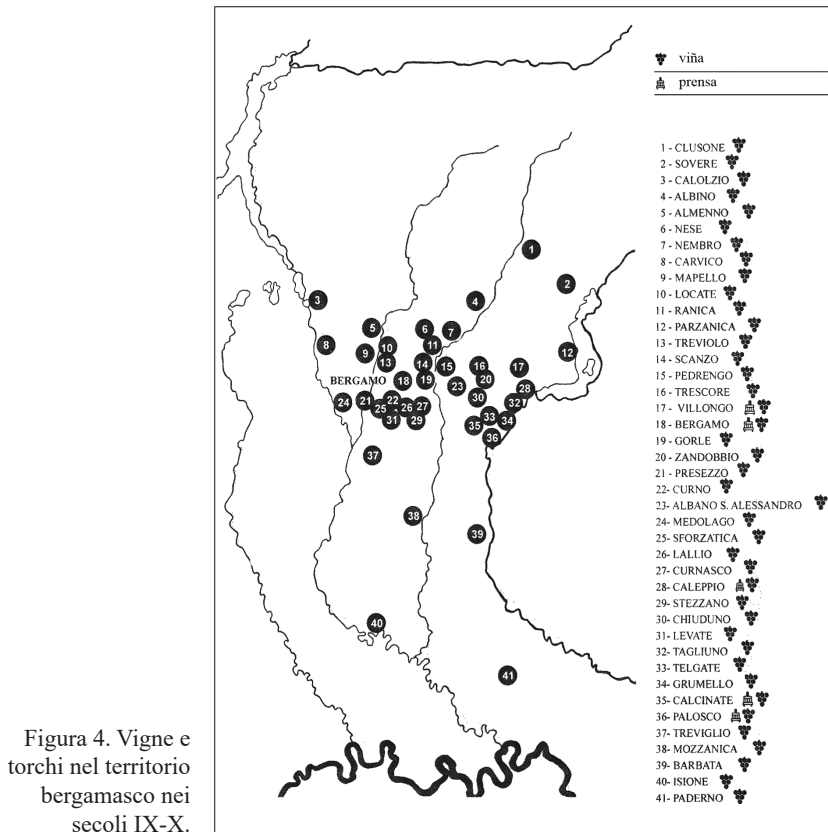 viña
prensa
1 - CLUSONE
2 - SOVERE
3 - CALOLZIO
4 - ALBINO
5 - ALMENNO
6 - NESE
7 - NEMBRO
8 - CARVICO
9 - MAPELLO
10 - LOCATE
11 - RANICA
12 - PARZANICA
13 - TREVIOLO
14 - SCANZO
15 - PEDRENGO
16 - TRESCORE
17 - VILLONGO
18 - BERGAMO
19 - GORLE
20 - ZANDOBBIO
21 - PRESEZZO
22- CURNO
23- ALBANO S. ALESSANDRO
24- MEDOLAGO
25- SFORZATICA
26- LALLIO
27- CURNASCO
28- CALEPPIO
29- STEZZANO
30- CHIUDUNO
31- LEVATE
32- TAGLIUNO
33- TELGATE
34- GRUMELLO
35- CALCINATE
36- PALOSCO
37- TREVIGLIO
38- MOZZANICA
39- BARBATA
40- ISIONE
41- PADERNO
1
2
3
4
5
6
7
8
9
10
11
12
13
14
15
16
17
BERGAMO
18
19
20
23
28
24
21
22
25
26
27
30
32
31
29
33
34
35
36
37
38
39
40
41
Figura 4. Vigne e
torchi nel territorio
bergamasco nei
secoli IX-X.